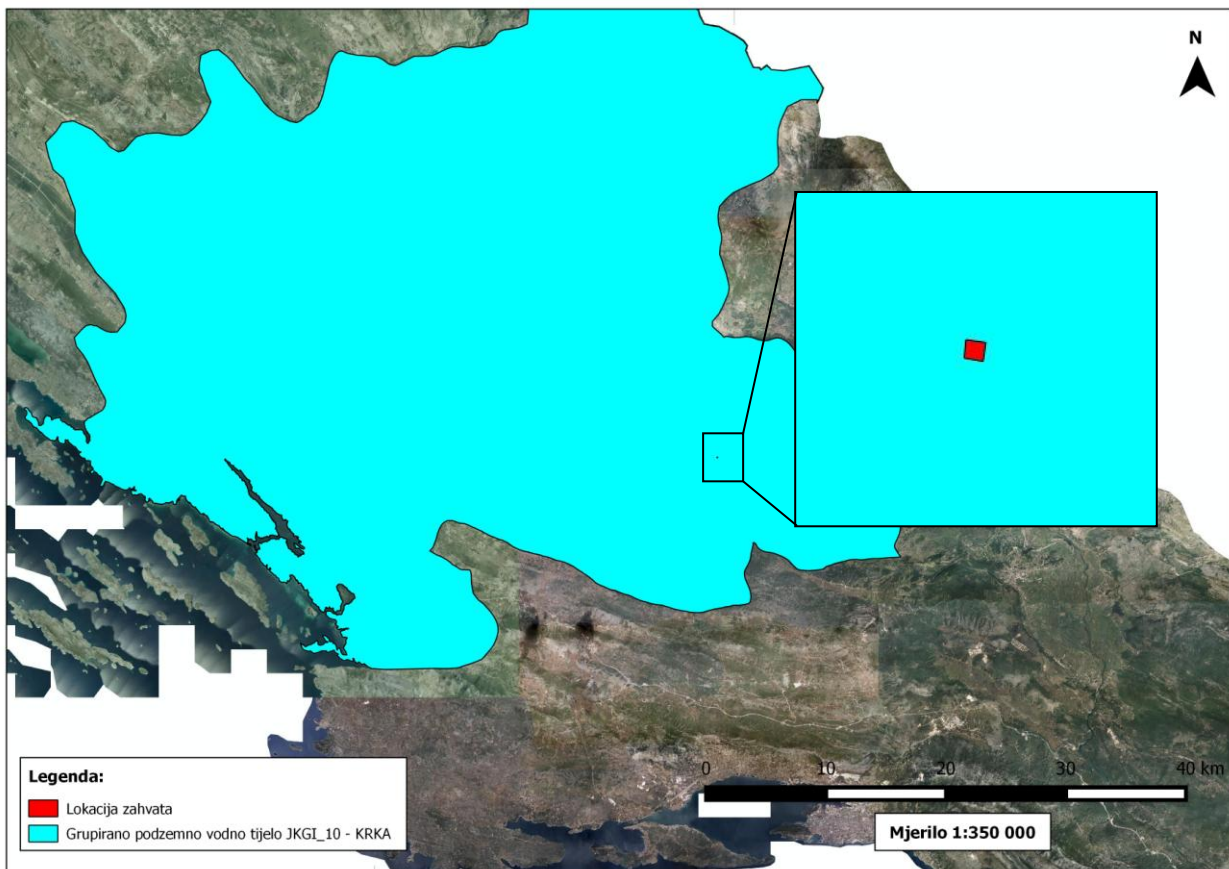 N
Legenda:
Lokacija zahvata
Grupirano podzemno vodno tijelo JKGI_10 - KRKA
0 10 20 30 40 km
Mjerilo 1:350 000